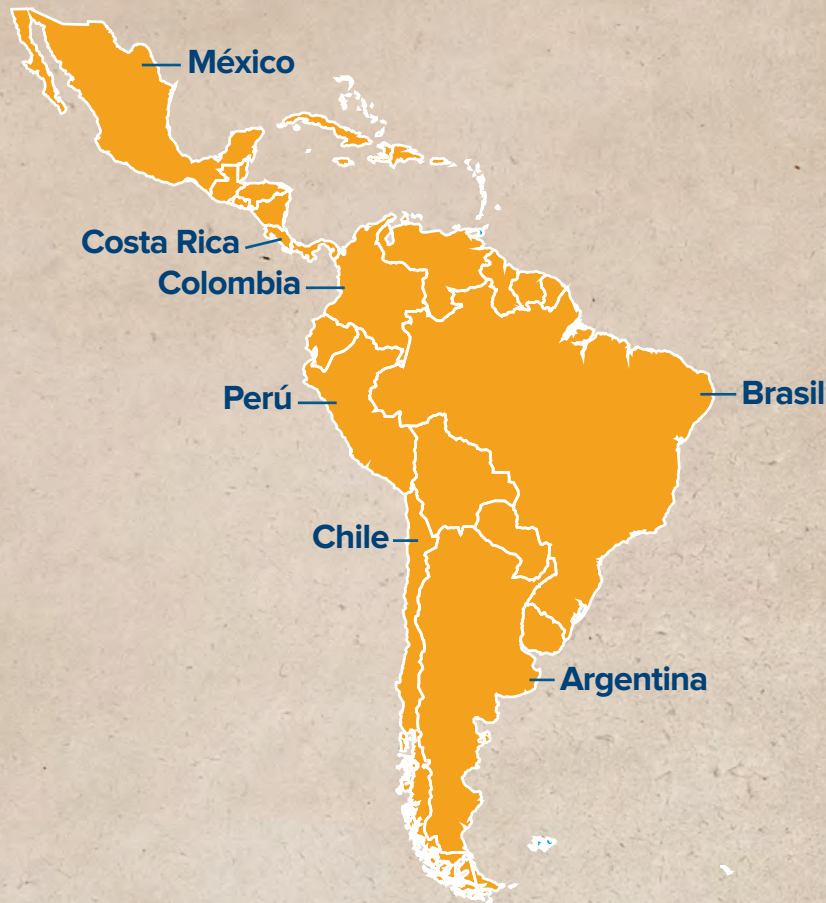 México
Costa Rica
Colombia
Perú
Brasil
Chile
Argentina